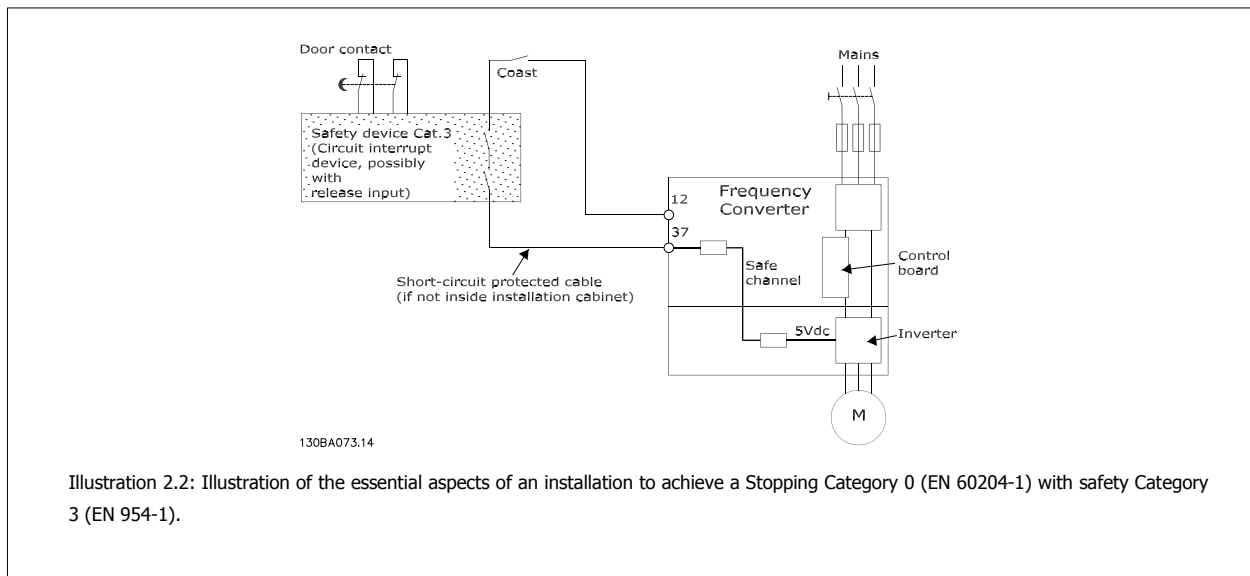 Door contact
Coast
Mains
Safety device Cat.3
(Circuit interrupt
device, possibly
with
release input)
12
Frequency
Converter
37
Safe
channel
Control
board
Short-circuit protected cable
(if not inside installation cabinet)
5Vdc
Inverter
M
130BA073.14
Illustration 2.2: Illustration of the essential aspects of an installation to achieve a Stopping Category 0 (EN 60204-1) with safety Category
3 (EN 954-1).